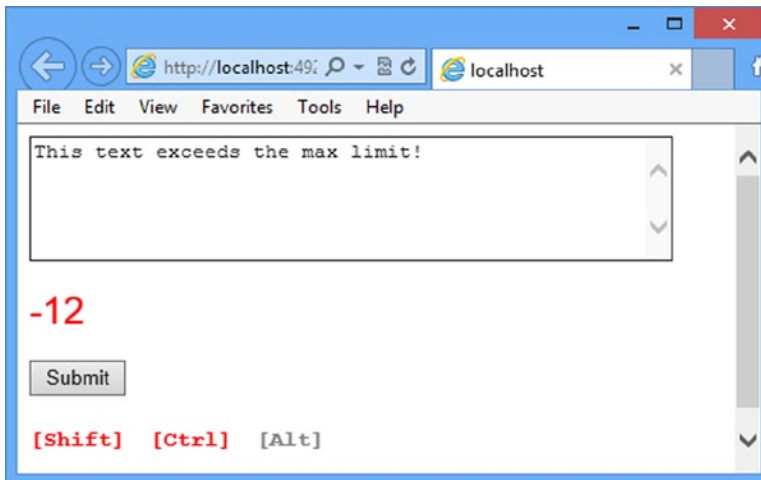 http://localhost:492
localhost
File Edit View Favorites Tools Help
This text exceeds the max limit!
-12
Submit
[Shift] [Ctrl] [Alt]